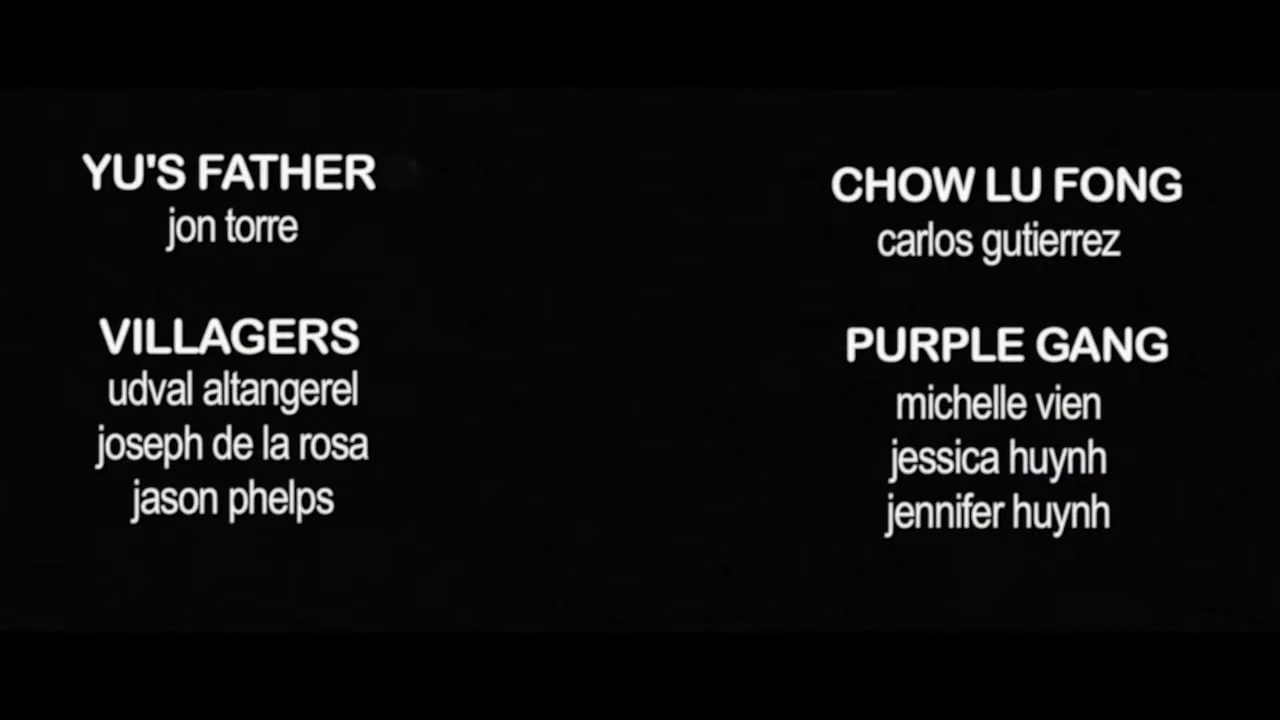 YU'S FATHER
jon torre
VILLAGERS
udval altangerel
joseph de la rosa
jason phelps
CHOW LU FONG
carlos gutierrez
PURPLE GANG
michelle vien
jessica huynh
jennifer huynh